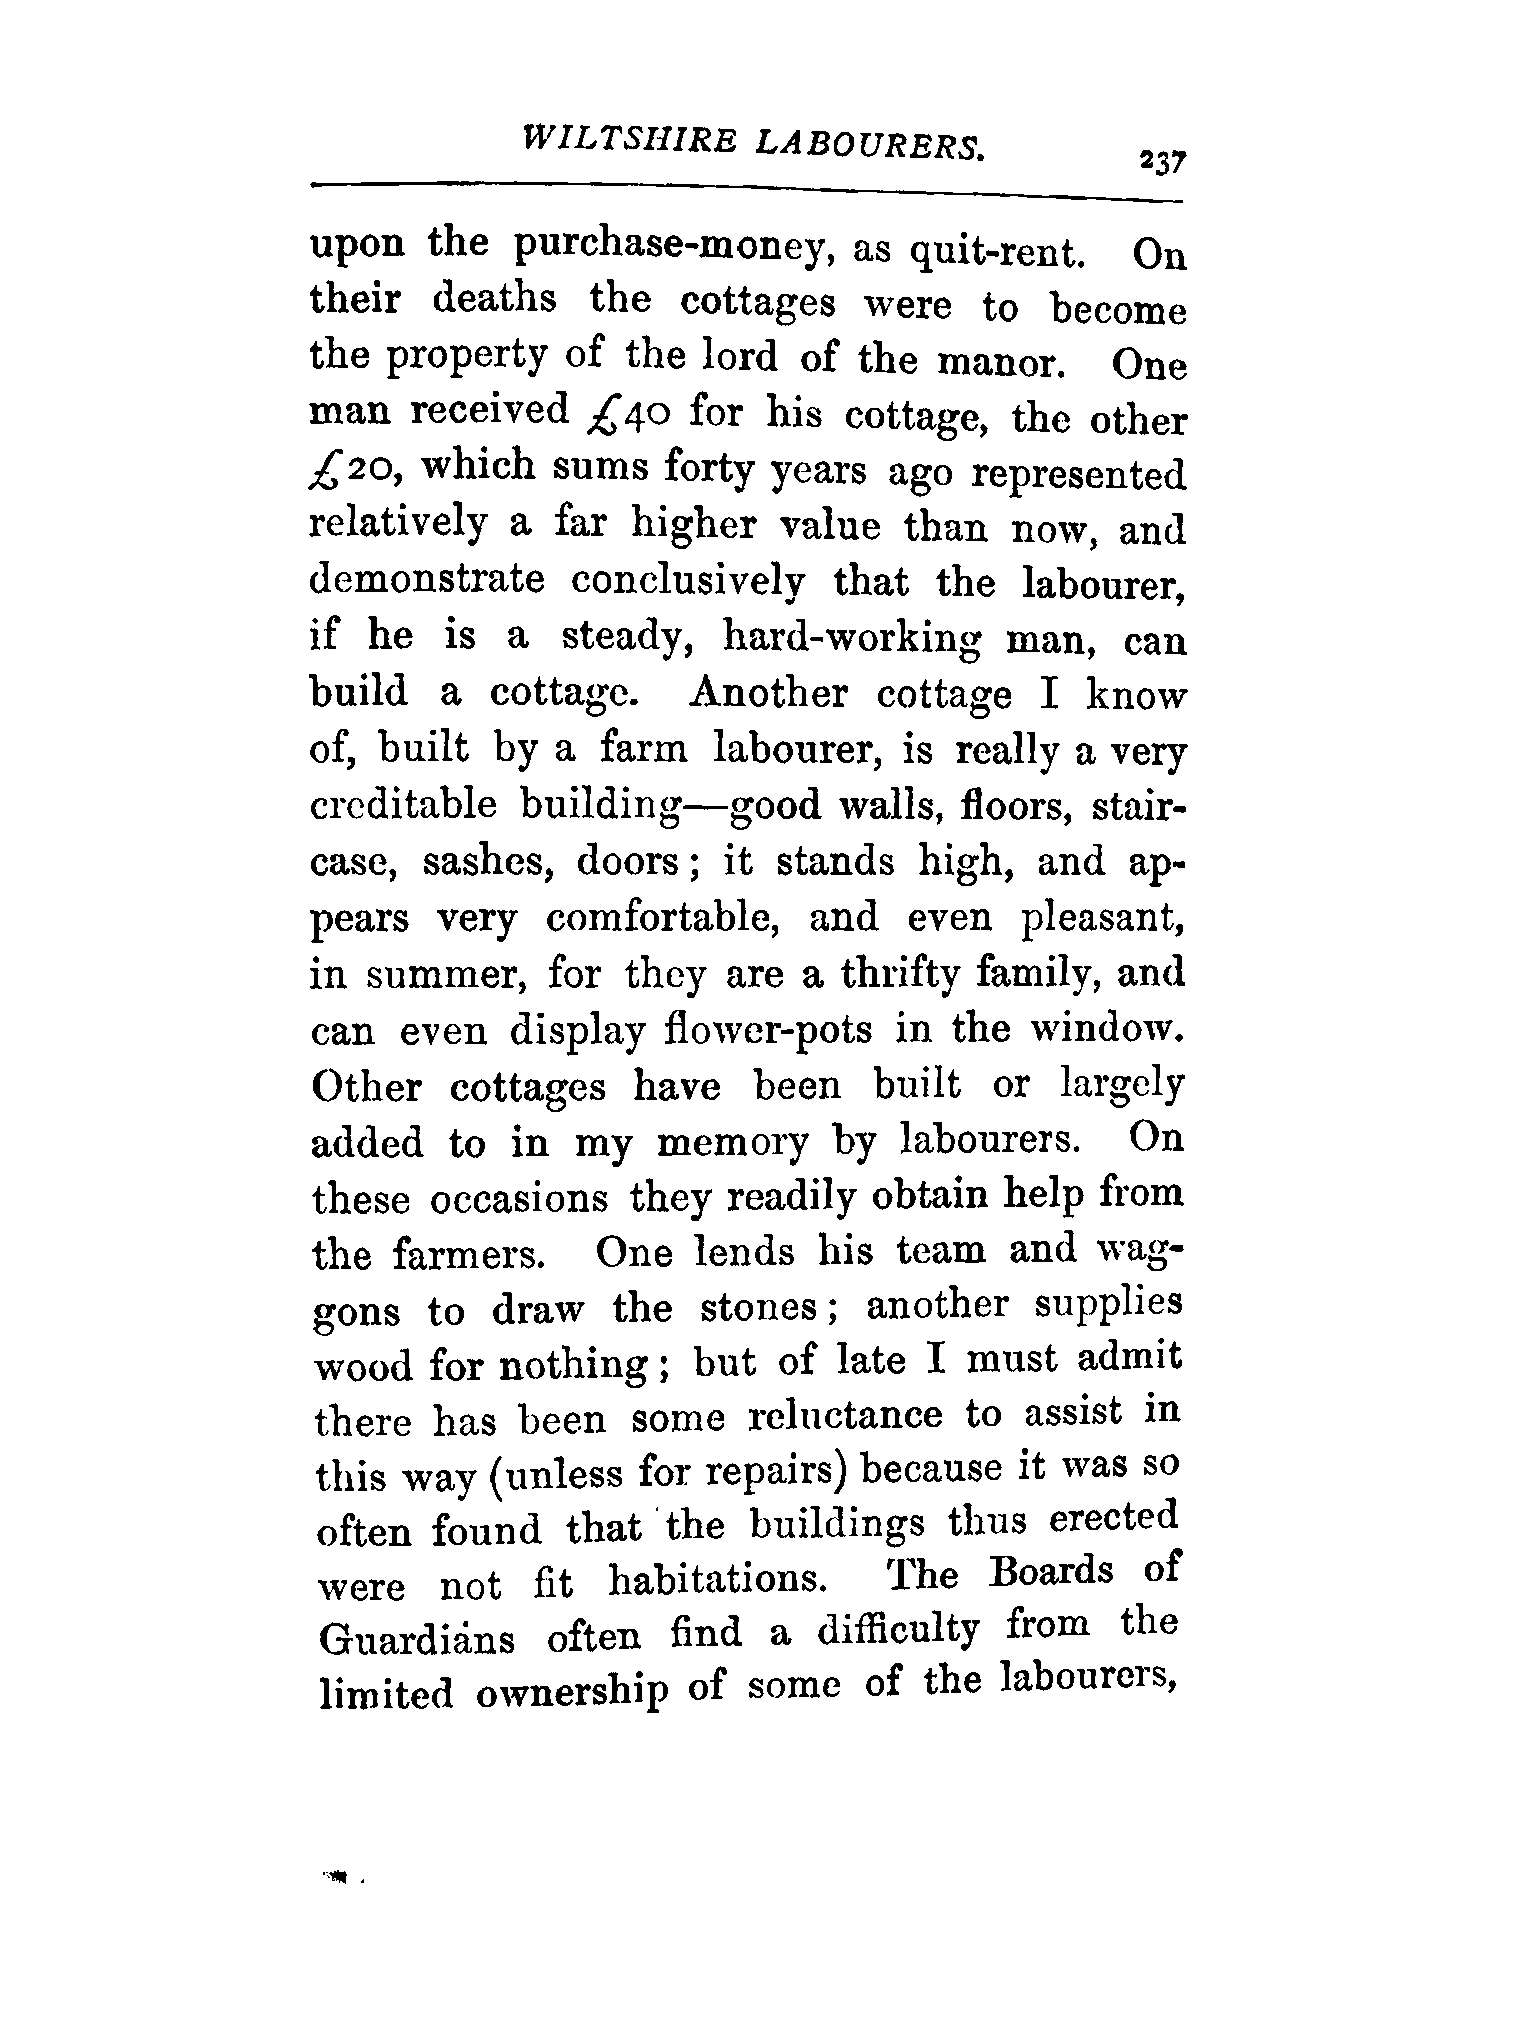 WILTSHIRE LABOURERS. 237
upon the purchase-money, as quit-rent. On
their deaths the cottages were to become
the property of the lord of the manor. One
man received £40 for his cottage, the other
£20, which sums forty years ago represented
relatively a far higher value than now, and
demonstrate conclusively that the labourer,
if he is a steady, hard-working man, can
build a cottage. Another cottage I know
of, built by a farm labourer, is really a very
creditable building—good walls, floors, stair-
case, sashes, doors; it stands high, and ap-
pears very comfortable, and even pleasant,
in summer, for they are a thrifty family, and
can even display flower-pots in the window.
Other cottages have been built or largely
added to in my memory by labourers. On
these occasions they readily obtain help from
the farmers. One lends his team and wag-
gons to draw the stones; another supplies
wood for nothing; but of late I must admit
there has been some reluctance to assist in
this way (unless for repairs) because it was so
often found that the buildings thus erected
were not fit habitations. The Boards of
Guardians often find a difficulty from the
limited ownership of some of the labourers,